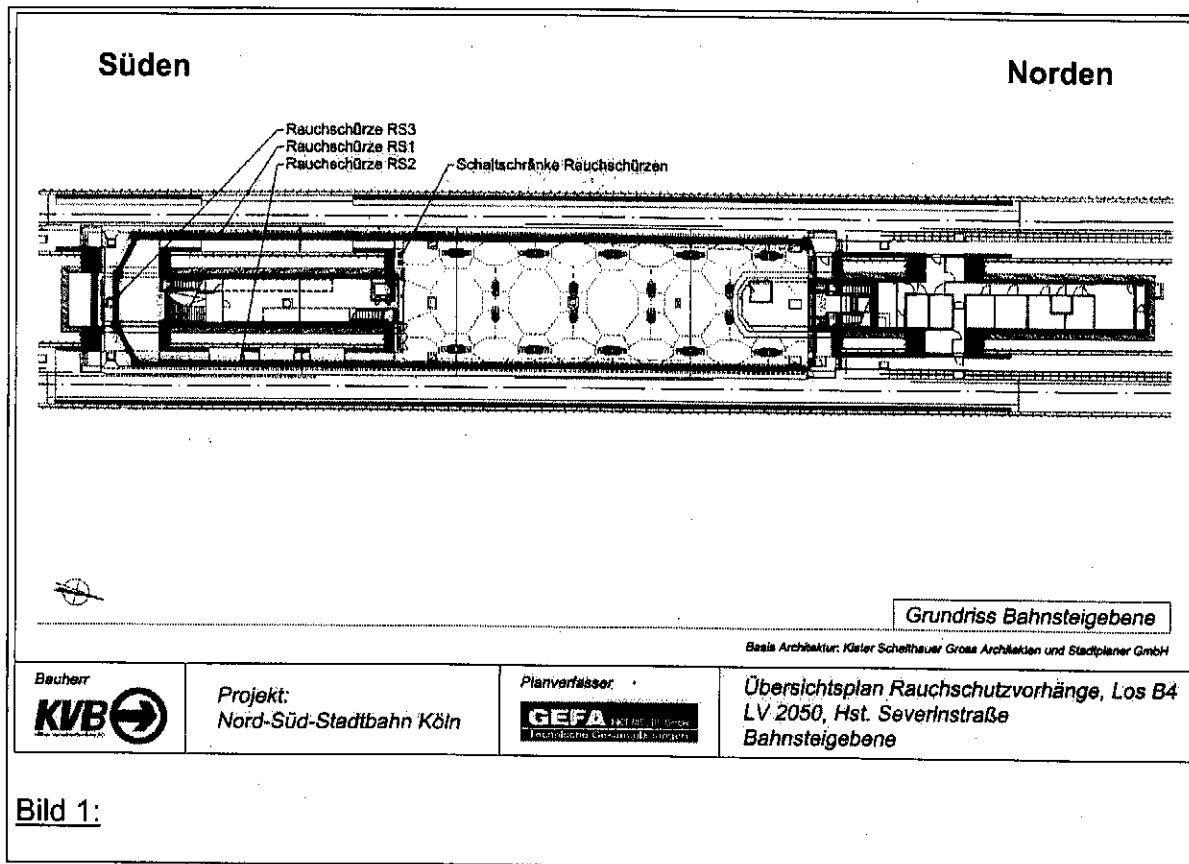 Süden
Norden
Rauchschürze RS3
Rauchschürze RS1
Rauchschürze RS2
Schaltschränke Rauchschürzen
Grundriss Bahnsteigebene
Basis Architektur: Kister Scheithauer Gross Architekten und Stadtplaner GmbH
Bauherr
KVB
Projekt:
Nord-Süd-Stadtbahn Köln
Planverfasser
GEFA
Übersichtsplan Rauchschutzvorhänge, Los B4
LV 2050, Hst. Severinstraße
Bahnsteigebene
Bild 1: